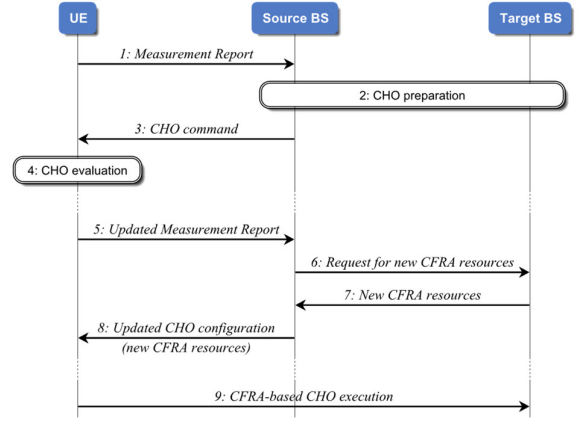 UE
Source BS
Target BS
1: Measurement Report
2: CHO preparation
3: CHO command
4: CHO evaluation
5: Updated Measurement Report
6: Request for new CFRA resources
7: New CFRA resources
8: Updated CHO configuration
(new CFRA resources)
9: CFRA-based CHO execution